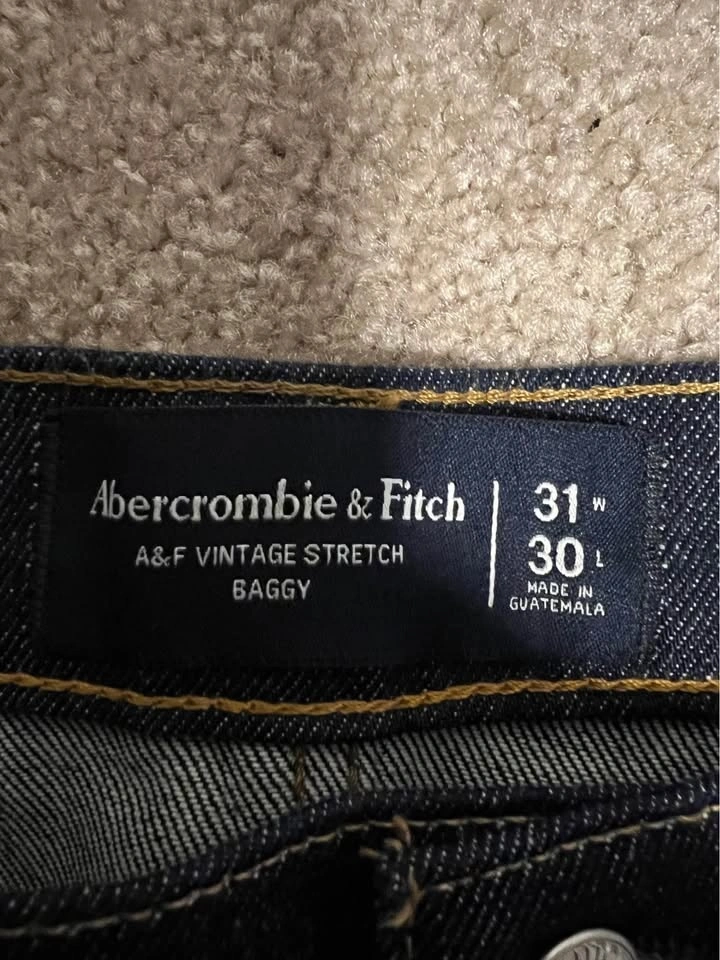 Abercrombie & Fitch
A&F VINTAGE STRETCH
BAGGY
31 W
30 L
MADE IN
GUATEMALA